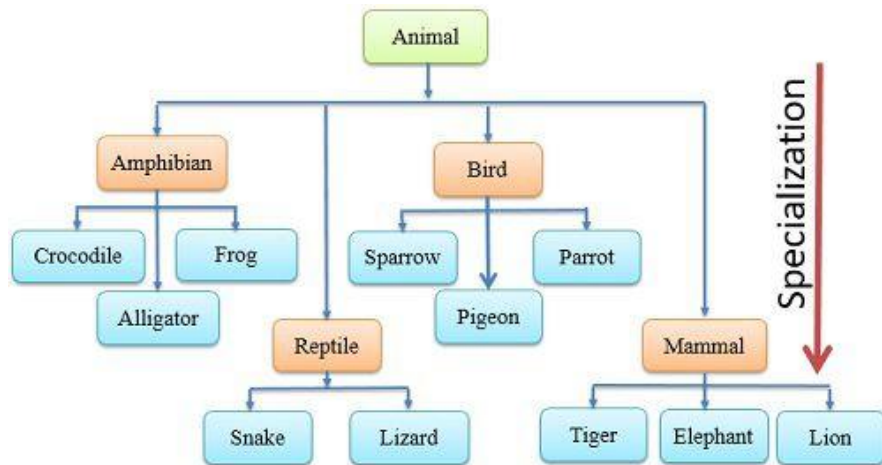 Animal
Specialization
Amphibian
Bird
Crocodile
Frog
Sparrow
Parrot
Alligator
Pigeon
Reptile
Mammal
Snake
Lizard
Tiger
Elephant
Lion